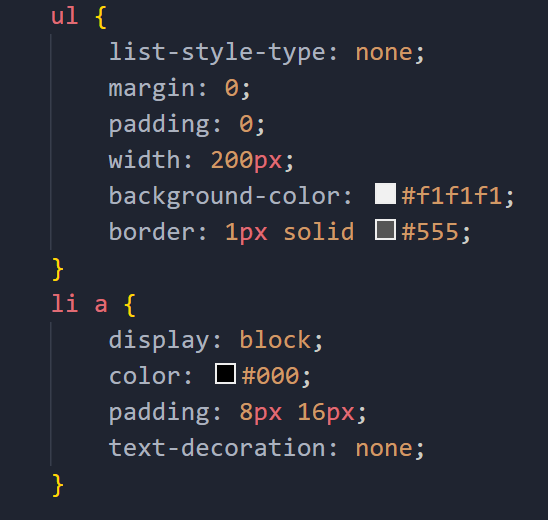 ul {
    list-style-type: none;
    margin: 0;
    padding: 0;
    width: 200px;
    background-color: #f1f1f1;
    border: 1px solid #555;
}
li a {
    display: block;
    color: #000;
    padding: 8px 16px;
    text-decoration: none;
}